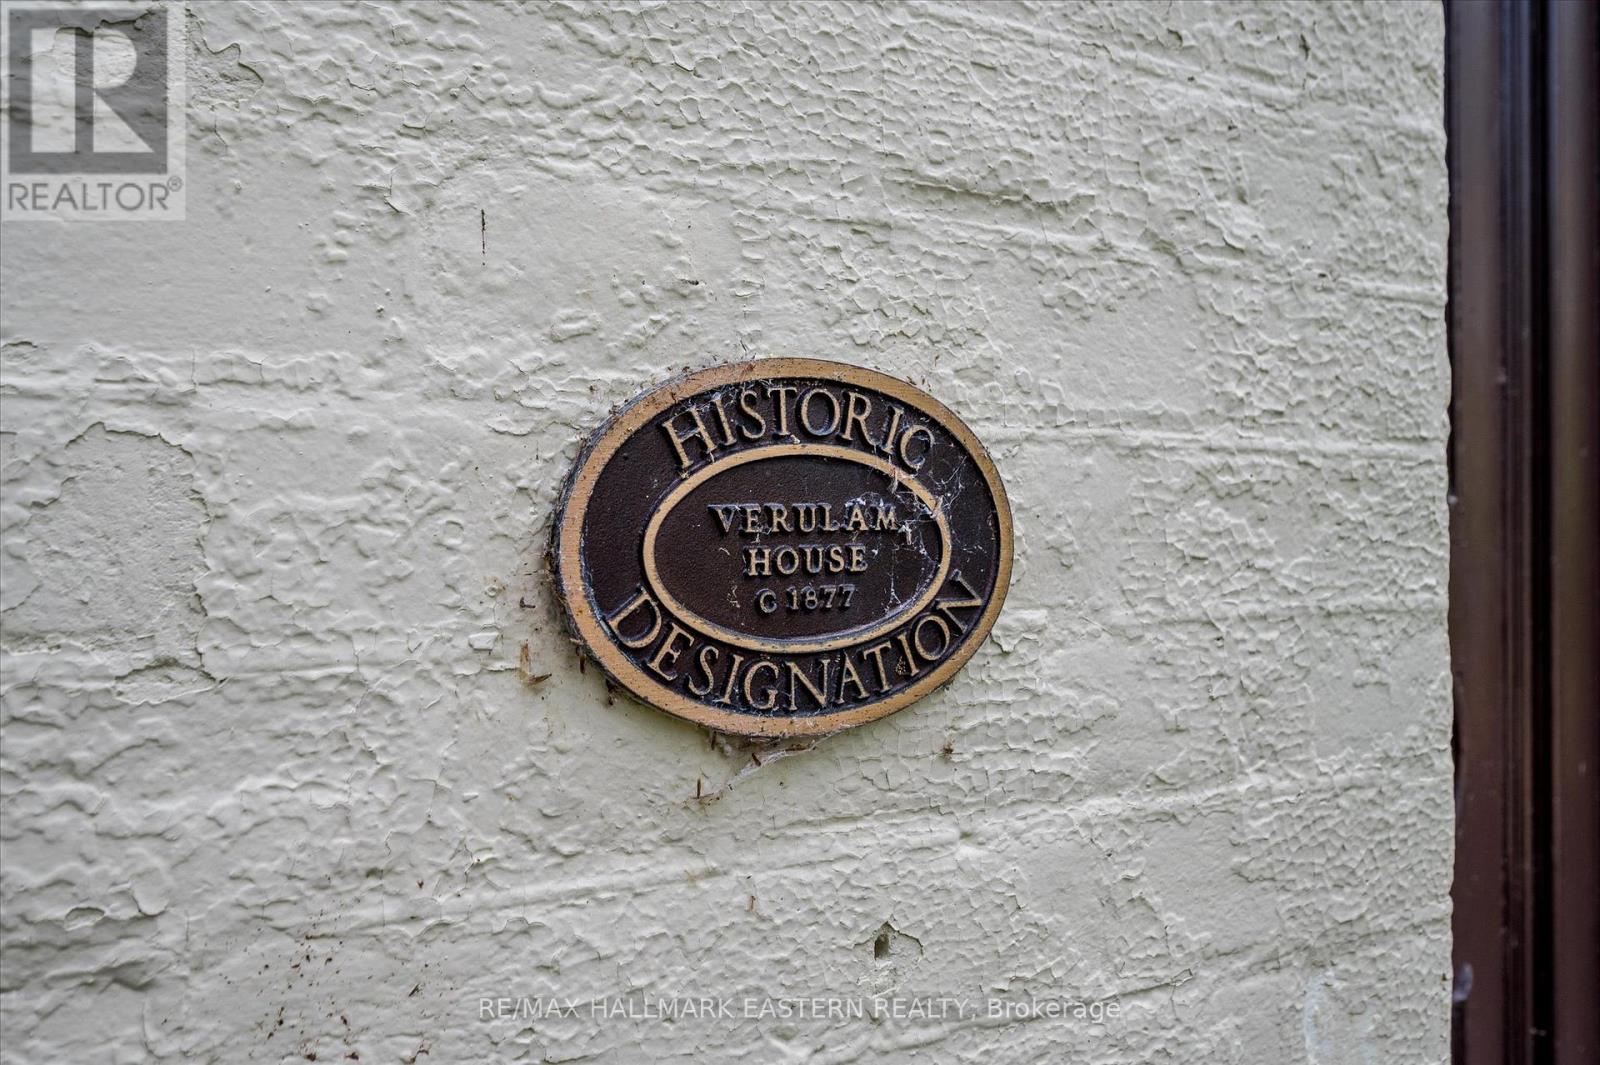 REALTOR®
HISTORIC
VERULAM
HOUSE
C 1877
DESIGNATION
RE/MAX HALLMARK EASTERN REALTY, Brokerage